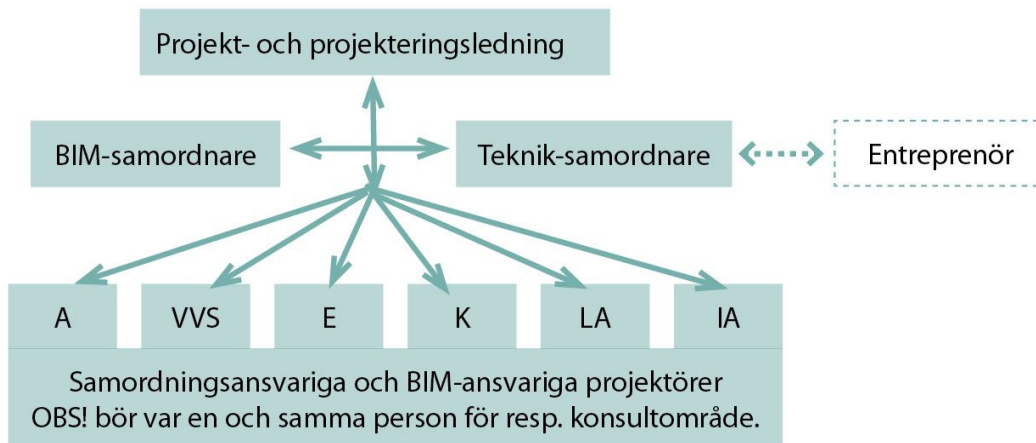 Projekt- och projekteringsledning
BIM-samordnare
Teknik-samordnare
Entreprenör
A
VVS
E
K
LA
IA
Samordningsansvariga och BIM-ansvariga projektörer
OBS! bör var en och samma person för resp. konsultområde.